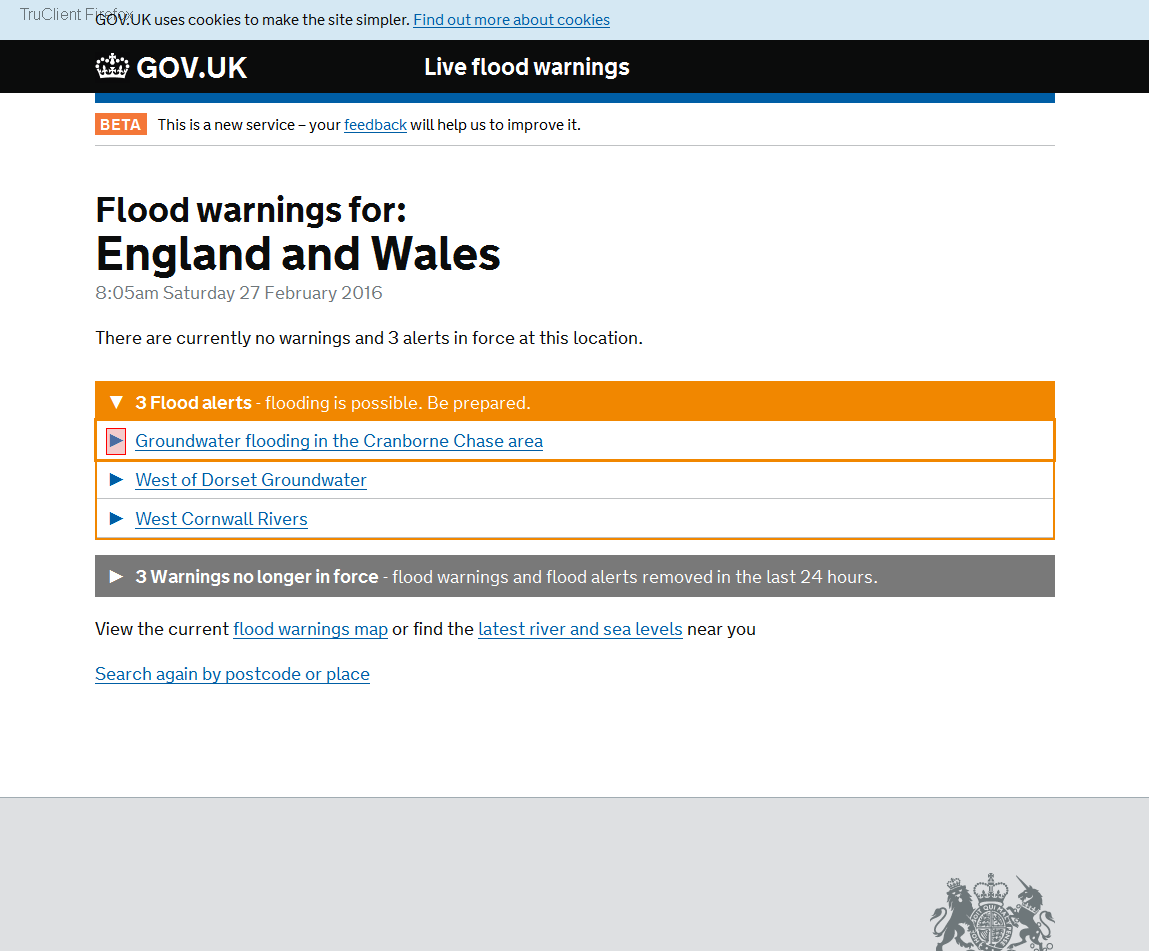 TruClient Firefox
GOV.UK uses cookies to make the site simpler. Find out more about cookies
GOV.UK
Live flood warnings
BETA This is a new service – your feedback will help us to improve it.
Flood warnings for:
England and Wales
8:05am Saturday 27 February 2016
There are currently no warnings and 3 alerts in force at this location.
3 Flood alerts - flooding is possible. Be prepared.
Groundwater flooding in the Cranborne Chase area
West of Dorset Groundwater
West Cornwall Rivers
3 Warnings no longer in force - flood warnings and flood alerts removed in the last 24 hours.
View the current flood warnings map or find the latest river and sea levels near you
Search again by postcode or place